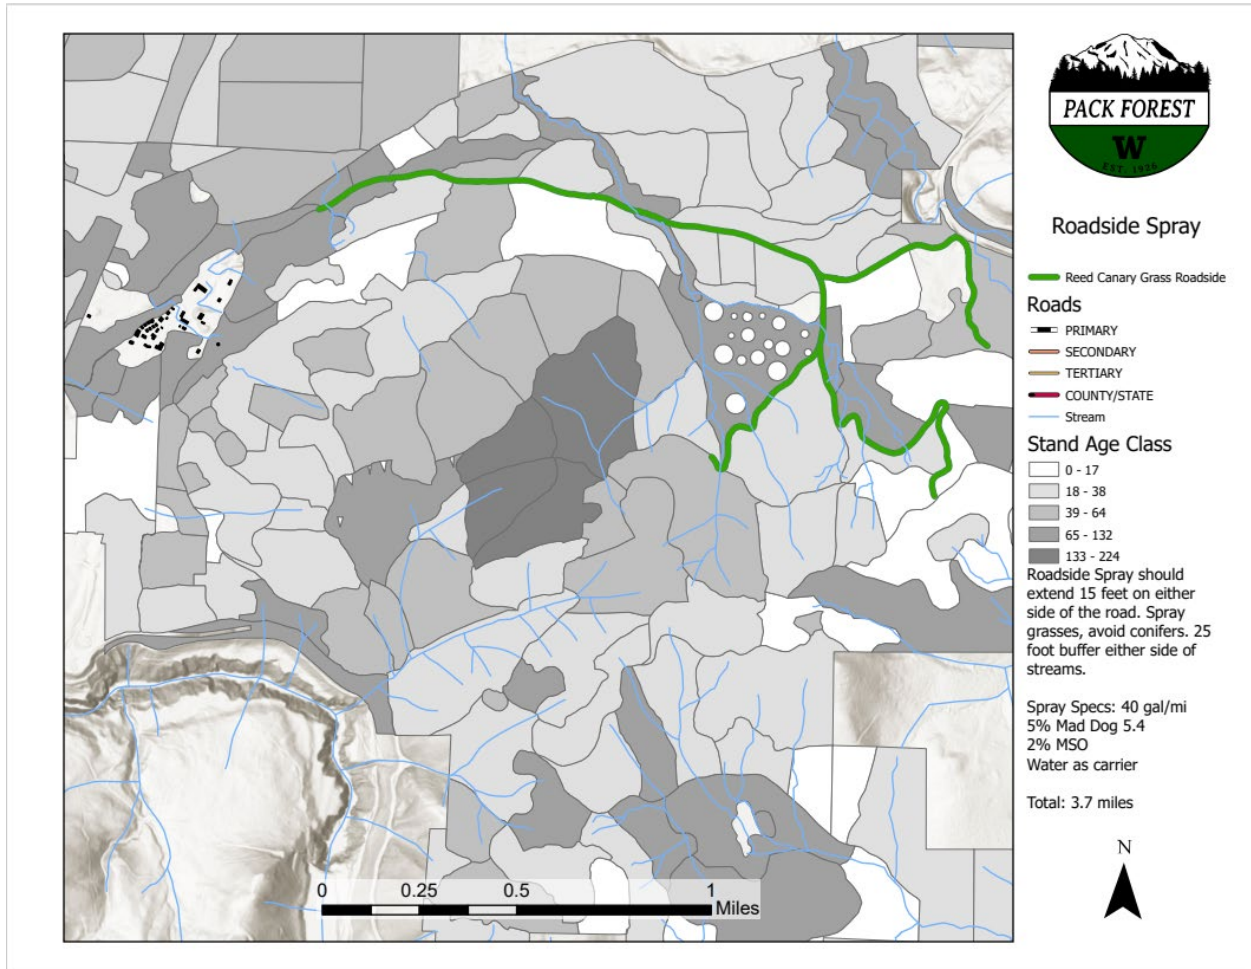 PACK FOREST
W
EST. 1926
Roadside Spray
Reed Canary Grass Roadside
Roads
PRIMARY
SECONDARY
TERTIARY
COUNTY/STATE
Stream
Stand Age Class
0 - 17
18 - 38
39 - 64
65 - 132
133 - 224
Roadside Spray should
extend 15 feet on either
side of the road. Spray
grasses, avoid conifers. 25
foot buffer either side of
streams.
Spray Specs: 40 gal/mi
5% Mad Dog 5.4
2% MSO
Water as carrier
Total: 3.7 miles
N
0 0.25 0.5 1
Miles